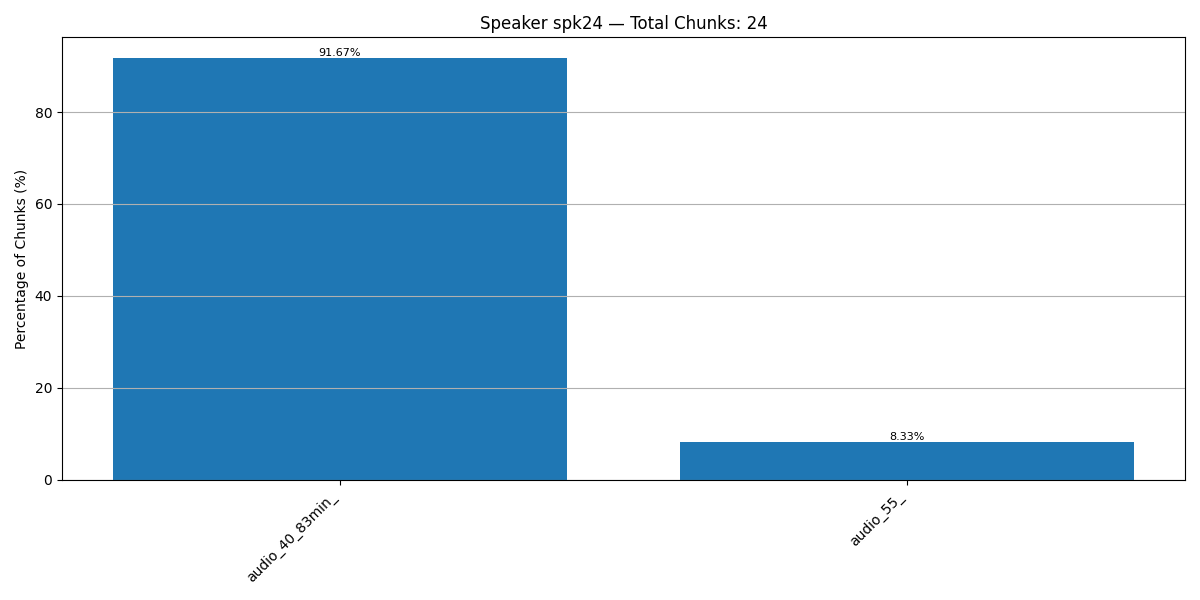 Speaker spk24 — Total Chunks: 24
91.67%
8.33%
Percentage of Chunks (%)
80
60
40
20
0
audio_40_83min_
audio_55_